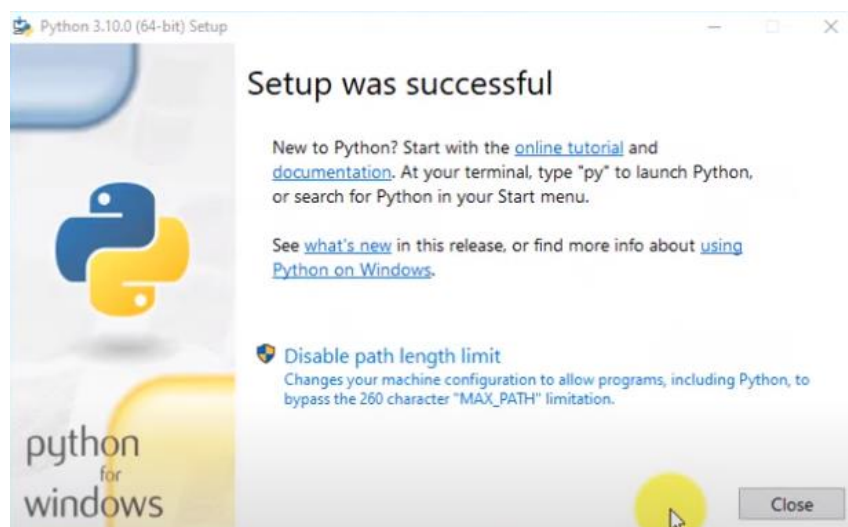 Python 3.10.0 (64-bit) Setup
Setup was successful
New to Python? Start with the online tutorial and
documentation. At your terminal, type "py" to launch Python,
or search for Python in your Start menu.
See what's new in this release, or find more info about using
Python on Windows.
Disable path length limit
Changes your machine configuration to allow programs, including Python, to
bypass the 260 character "MAX_PATH" limitation.
python
for
windows
Close